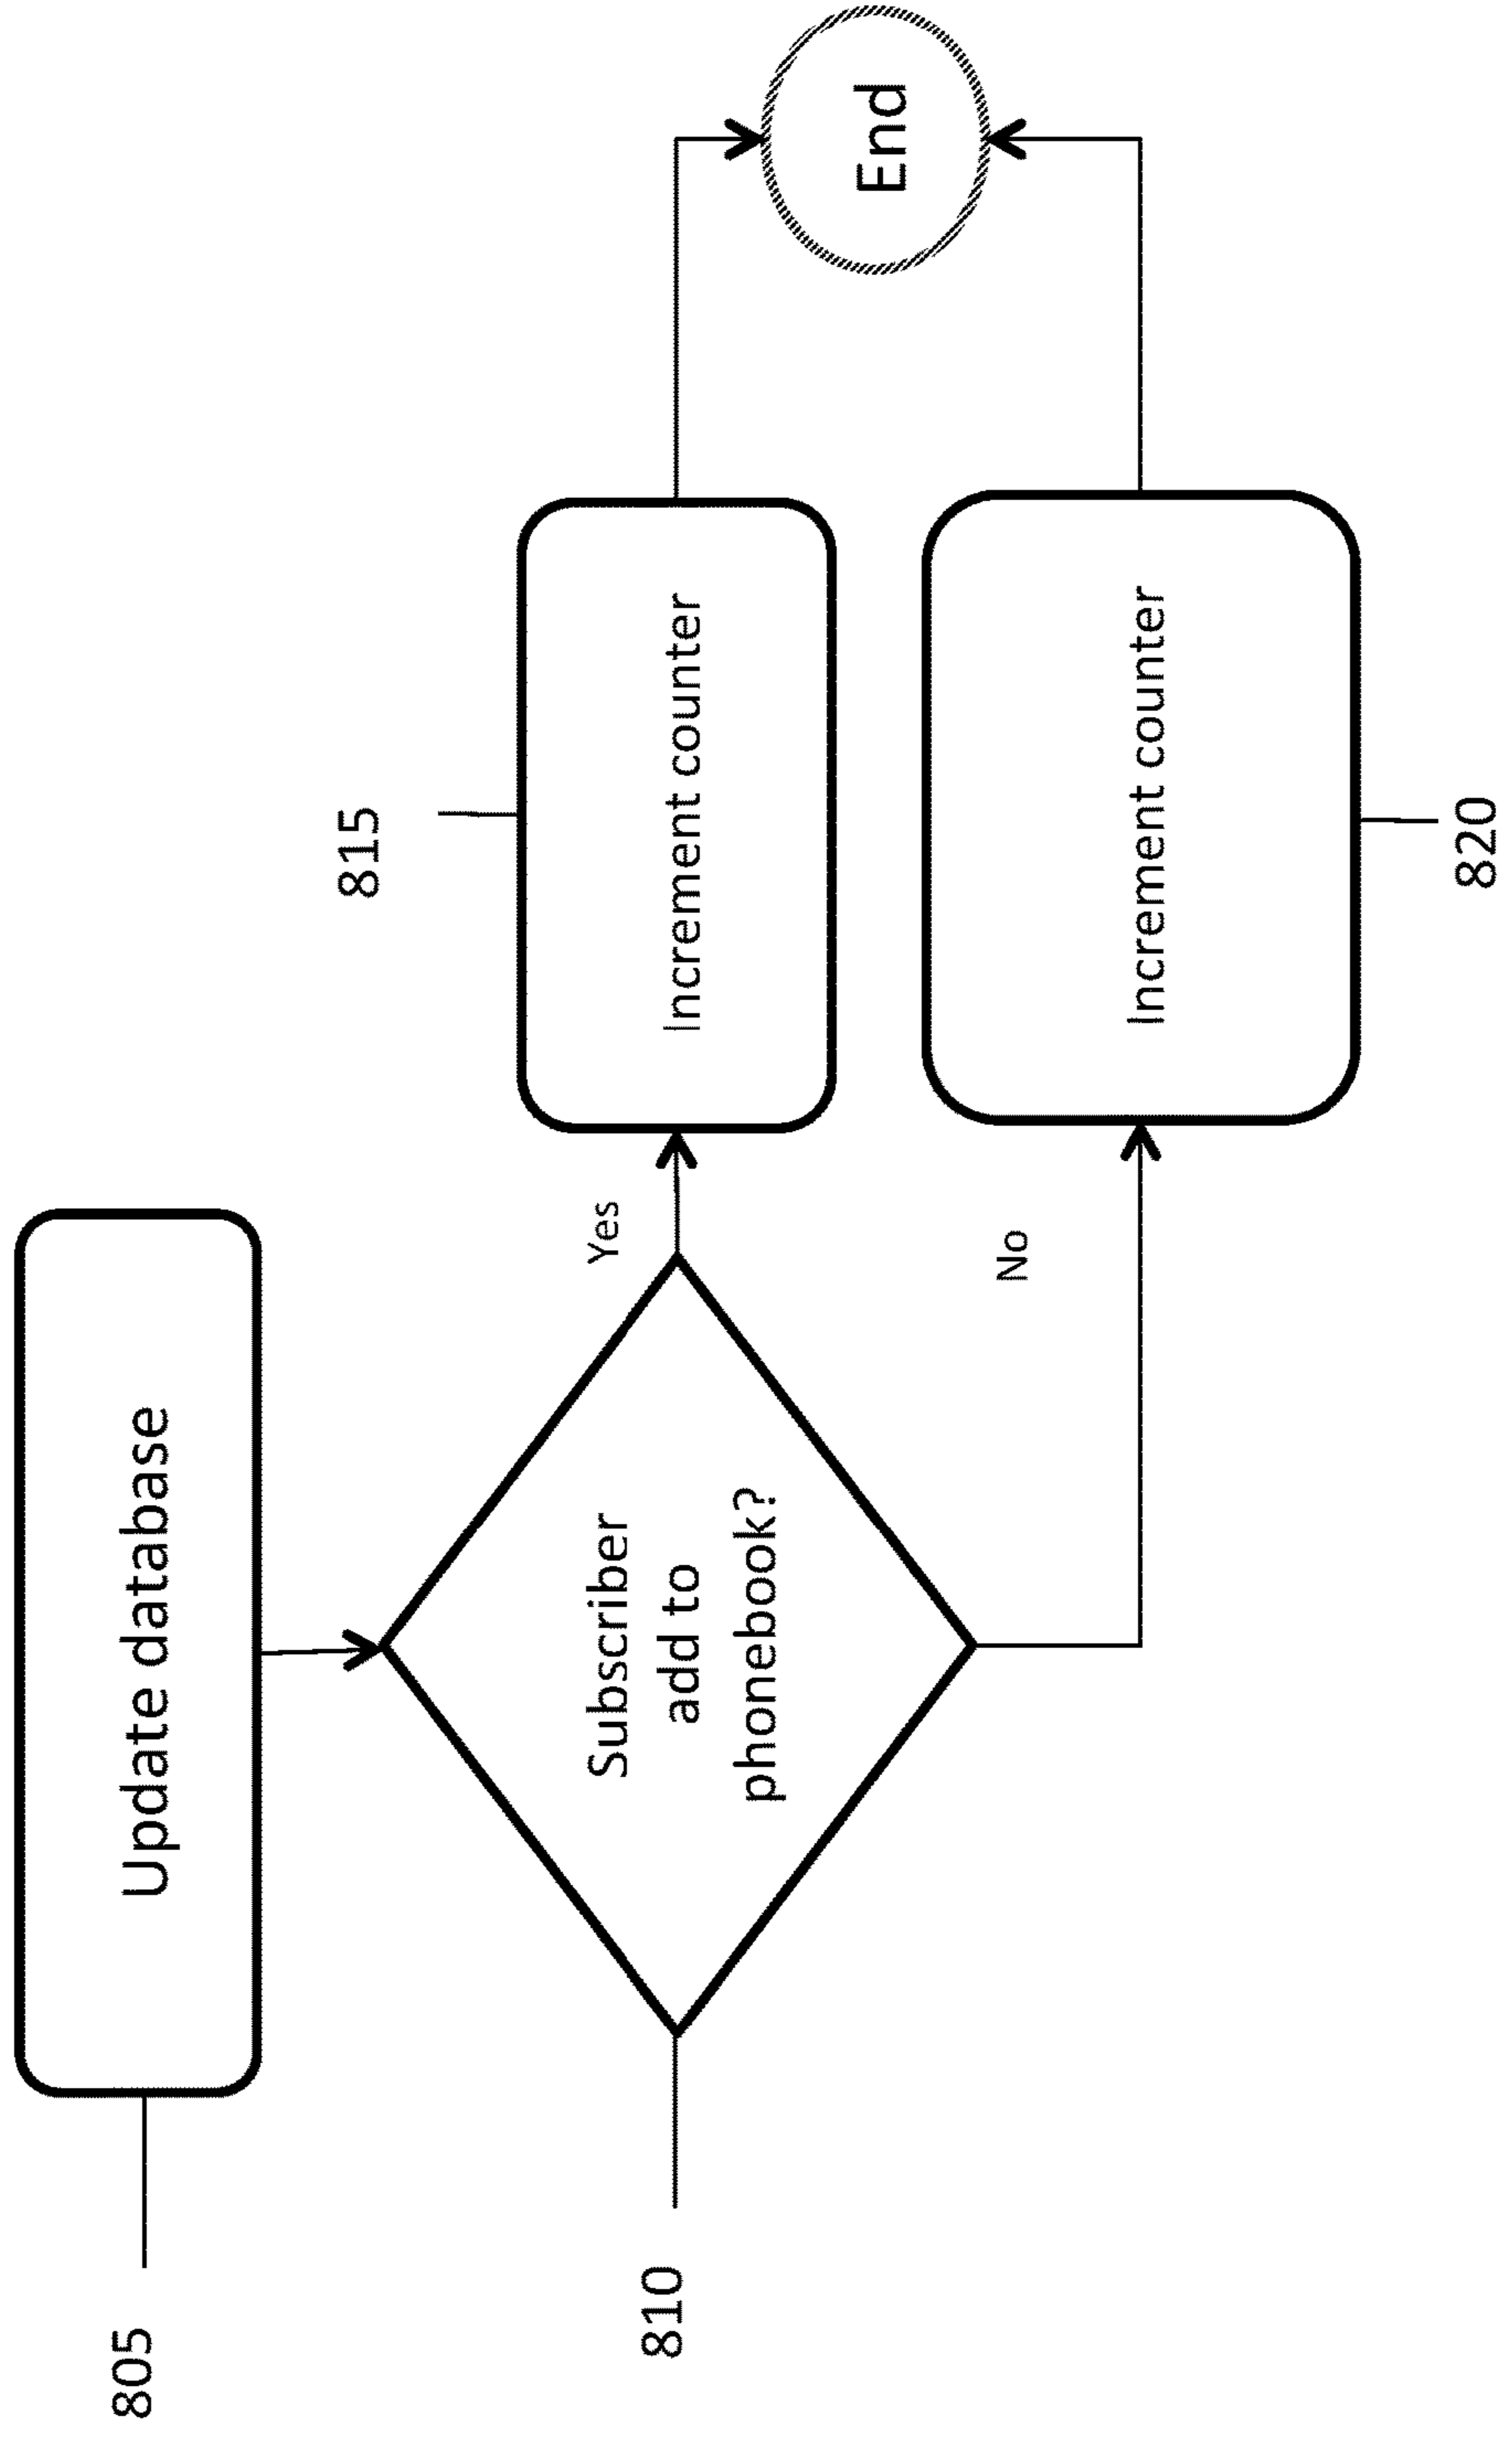 805
Update database
810
Subscriber
add to
phonebook?
Yes
815
Increment counter
No
Increment counter
820
End